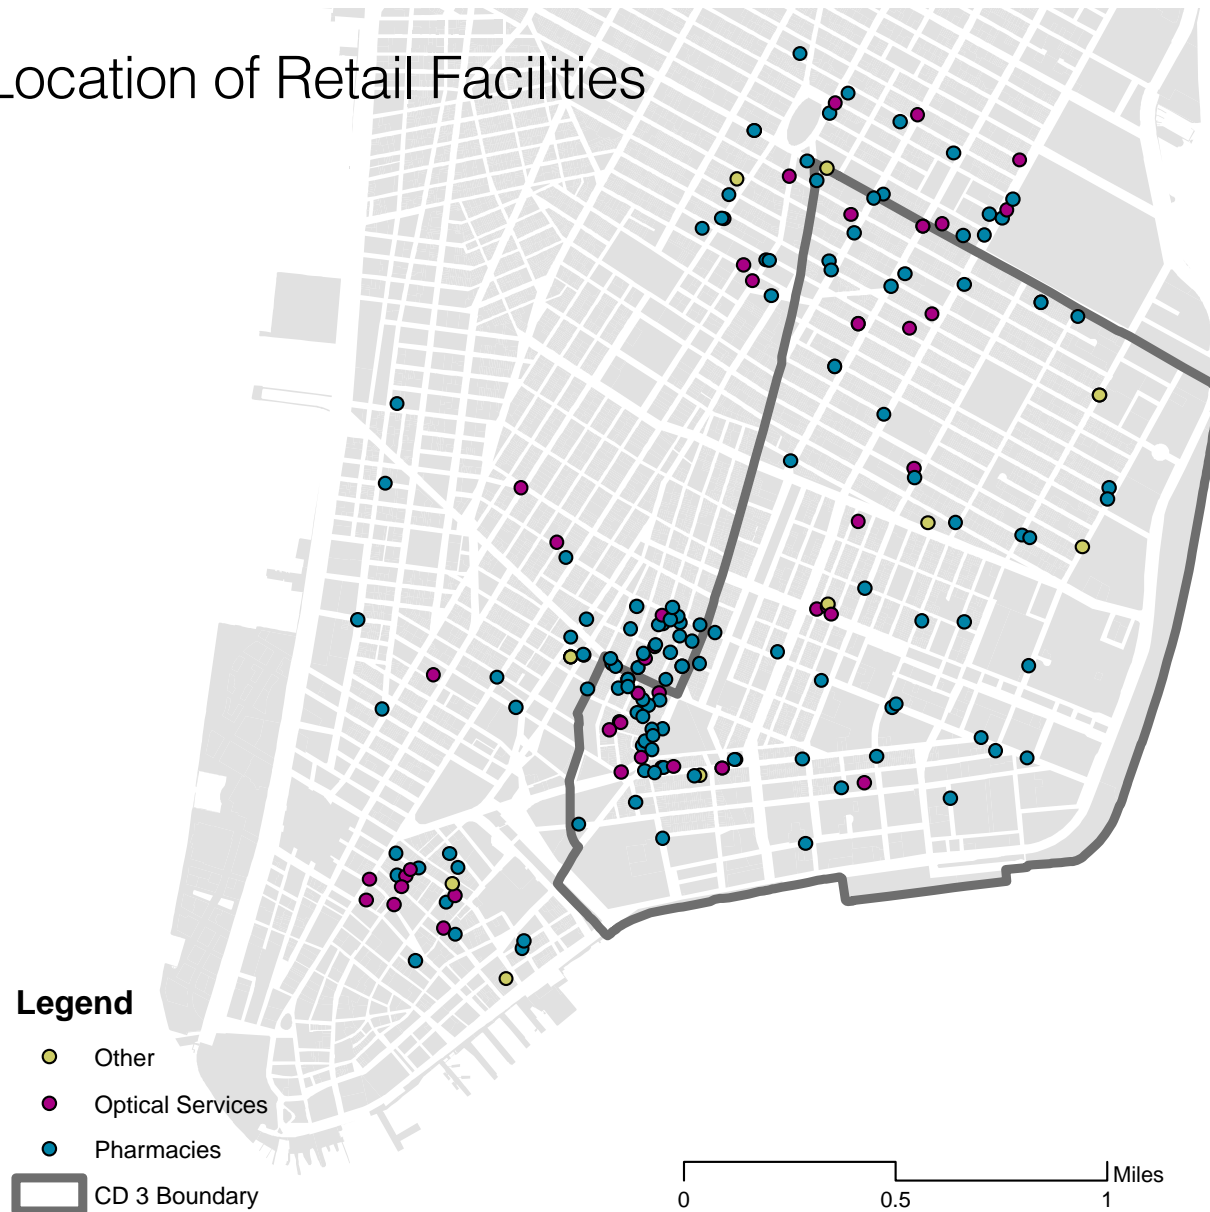 Location of Retail Facilities
Legend
Other
Optical Services
Pharmacies
CD 3 Boundary
Miles
0 0.5 1